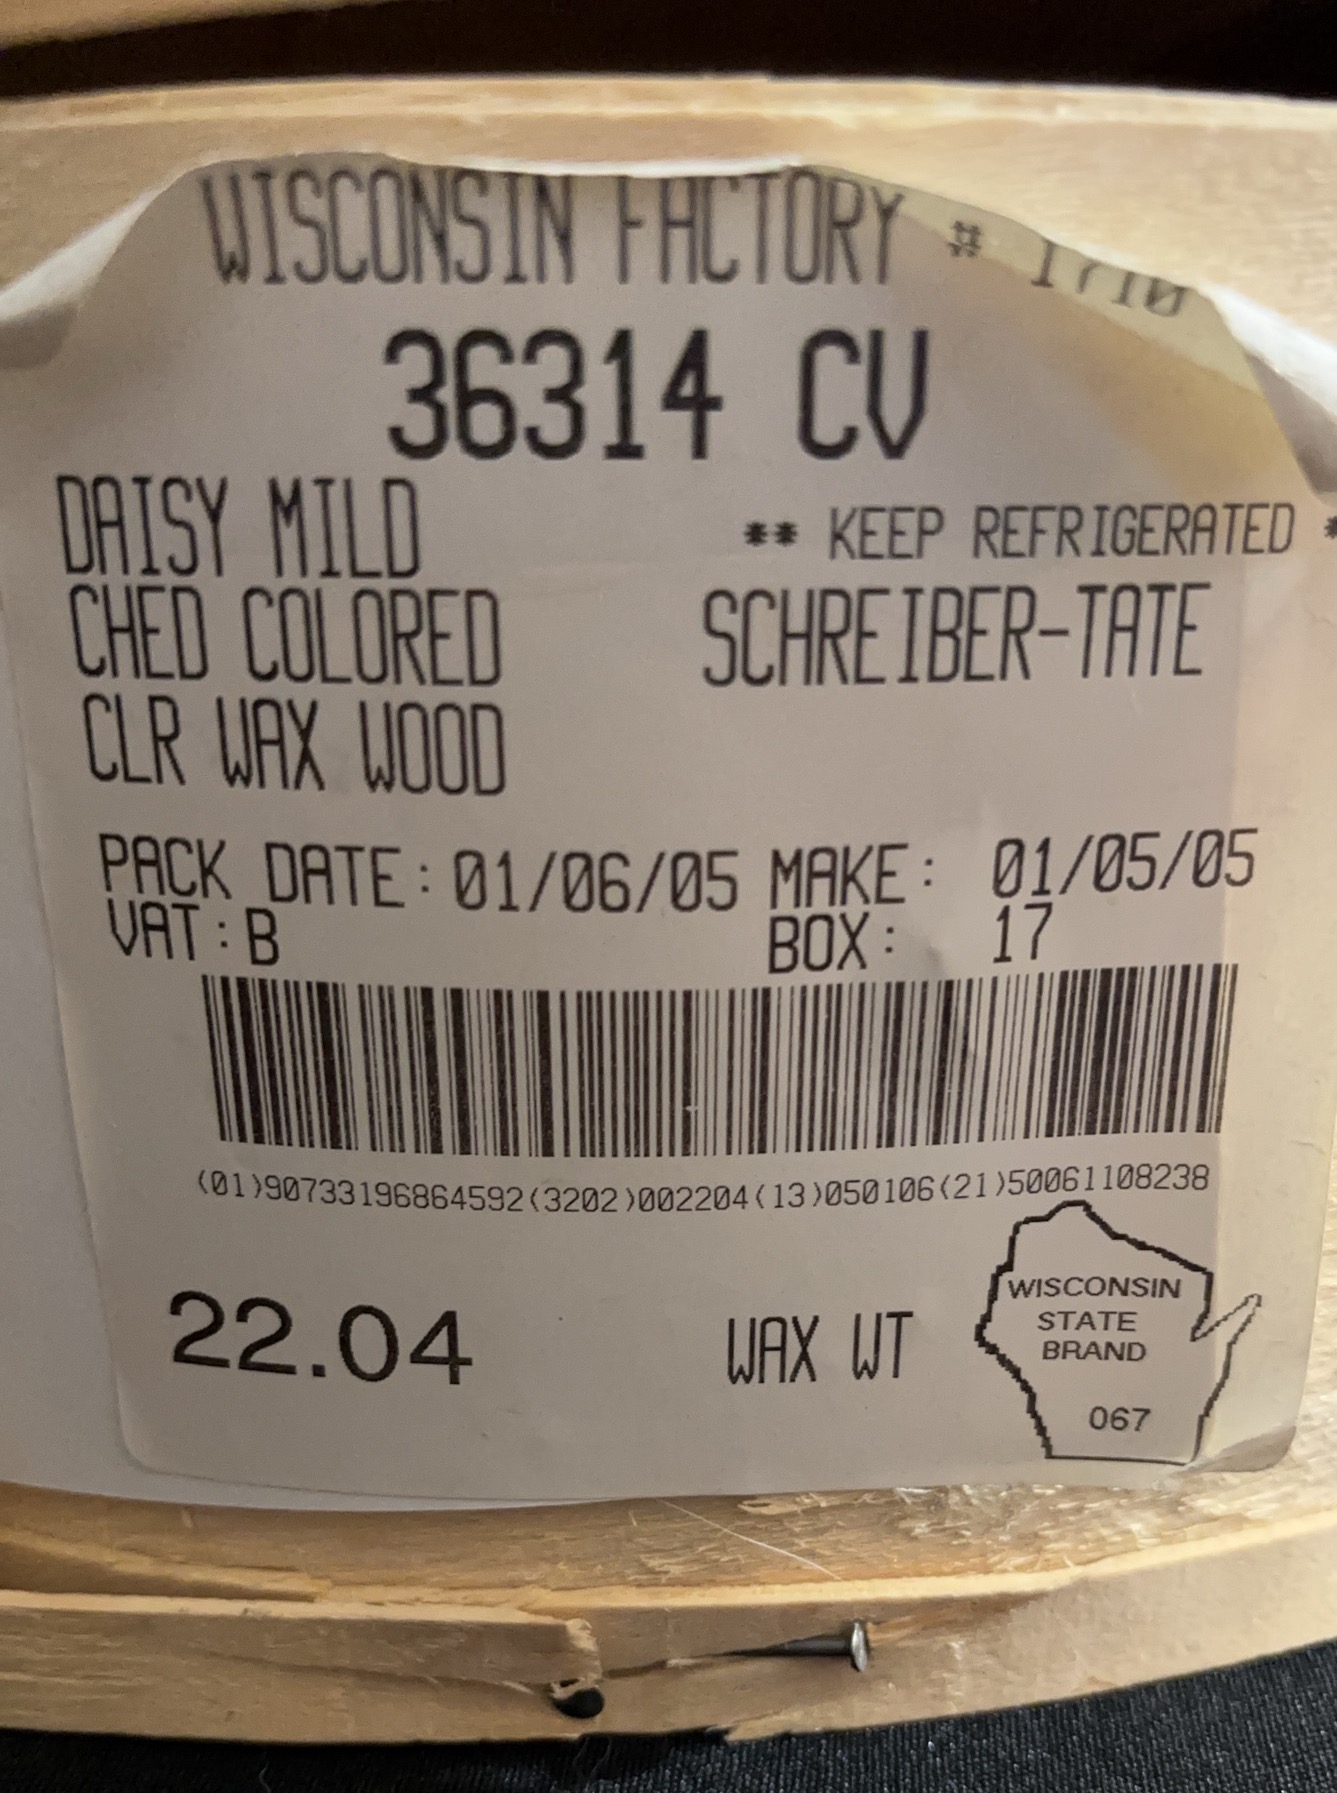 WISCONSIN FACTORY # 1710
36314 CV
DAISY MILD
** KEEP REFRIGERATED *
CHED COLORED
SCHREIBER-TATE
CLR WAX WOOD
PACK DATE: 01/06/05 MAKE: 01/05/05
VAT: B BOX: 17
(01)90733196864592(3202)002204(13)050106(21)50061108238
22.04 WAX WT
WISCONSIN
STATE
BRAND
067